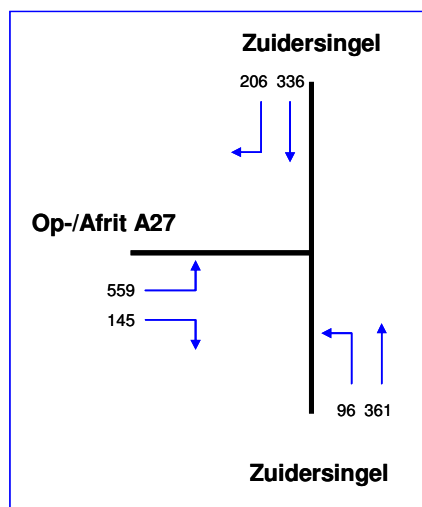 Zuidersingel
206 336
Op-/Afrit A27
559
145
96 361
Zuidersingel